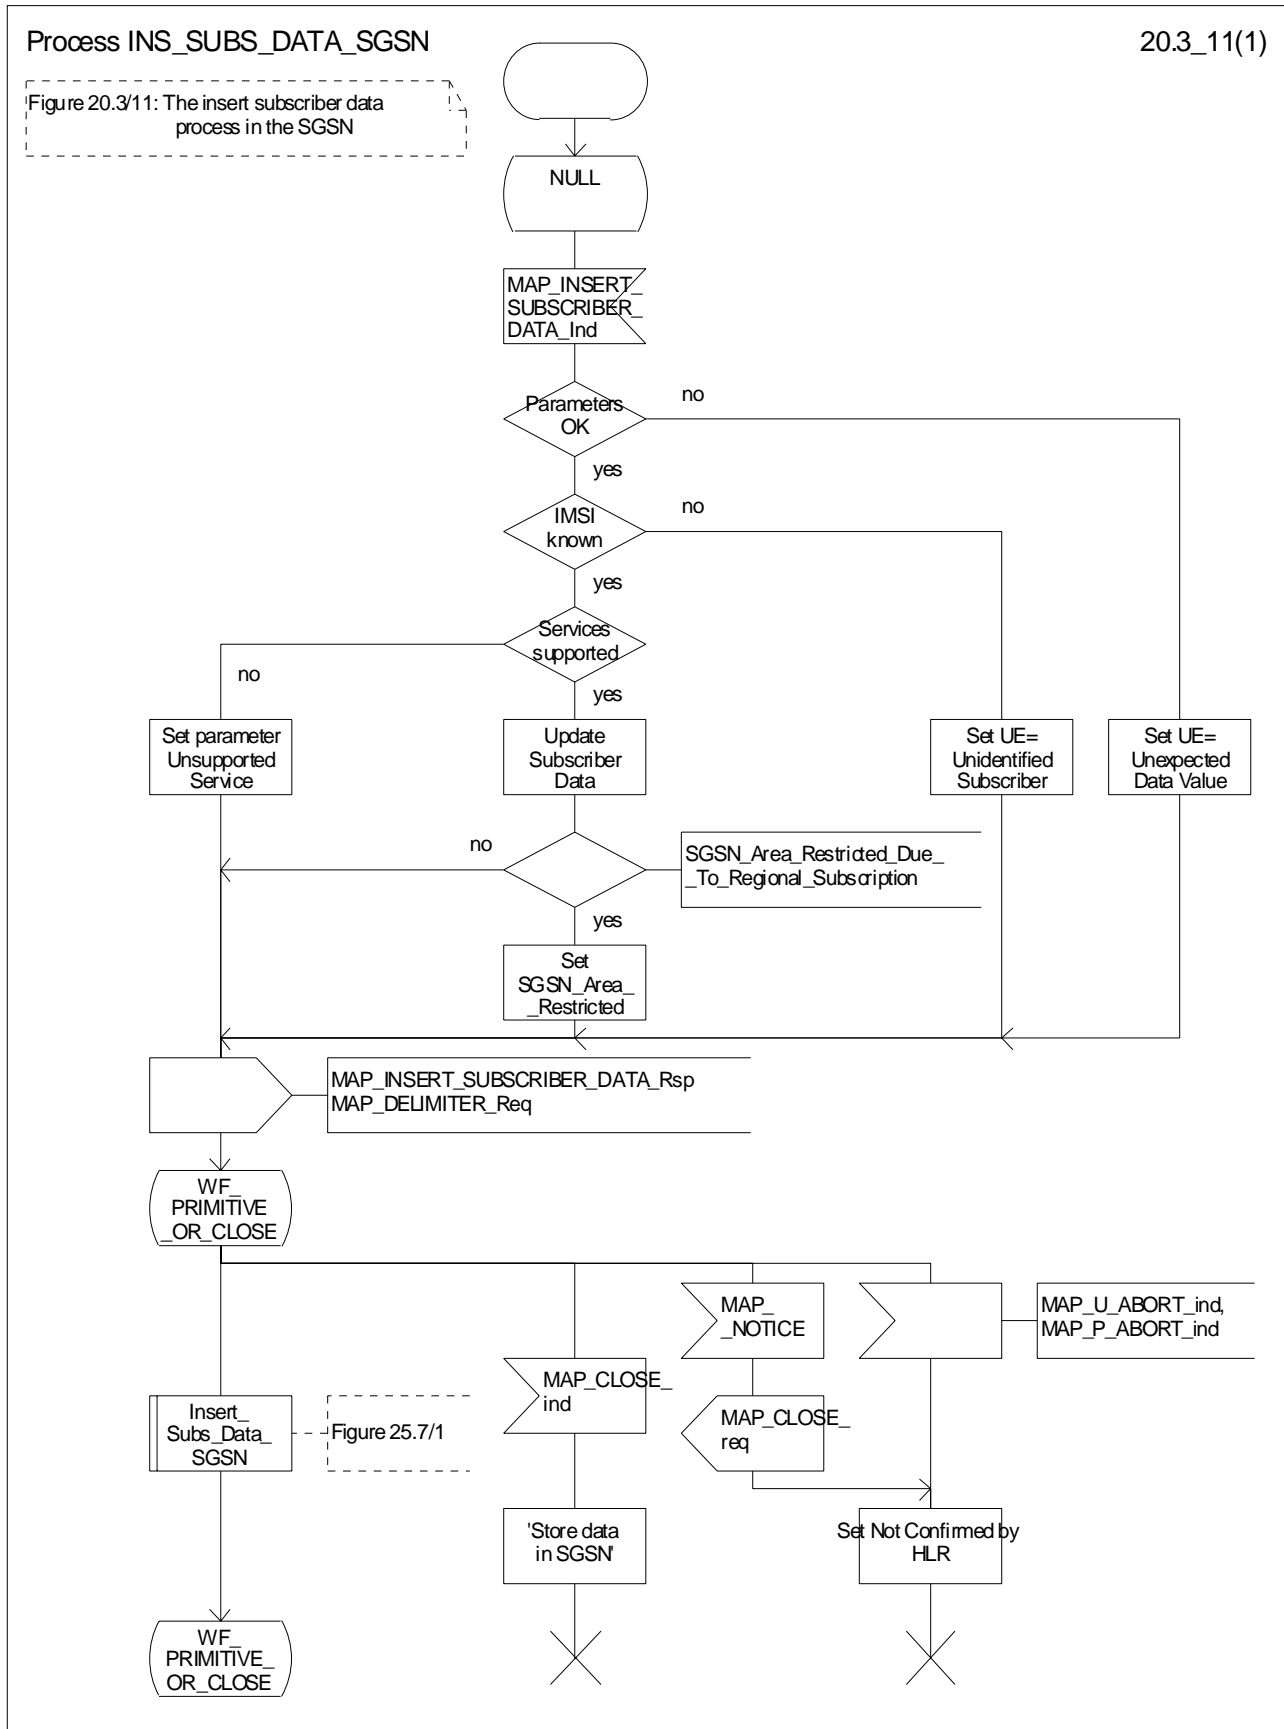 Process INS_SUBS_DATA_SGSN
20.3_11(1)
Figure 20.3/11: The insert subscriber data
process in the SGSN
NULL
MAP_INSERT_
SUBSCRIBER_
DATA_Ind
Parameters
OK
no
yes
IMSI
known
no
yes
Services
supported
no
yes
Set parameter
Unsupported
Service
Update
Subscriber
Data
Set UE=
Unidentified
Subscriber
Set UE=
Unexpected
Data Value
no
SGSN_Area_Restricted_Due_
_To_Regional_Subscription
yes
Set
SGSN_Area_
_Restricted
MAP_INSERT_SUBSCRIBER_DATA_Rsp
MAP_DELIMITER_Req
WF_
PRIMITIVE
_OR_CLOSE
MAP_
_NOTICE
MAP_U_ABORT_ind,
MAP_P_ABORT_ind
MAP_CLOSE_
ind
Insert_
Subs_Data_
SGSN
Figure 25.7/1
MAP_CLOSE_
req
'Store data
in SGSN'
Set Not Confirmed by
HLR
WF_
PRIMITIVE_
OR_CLOSE